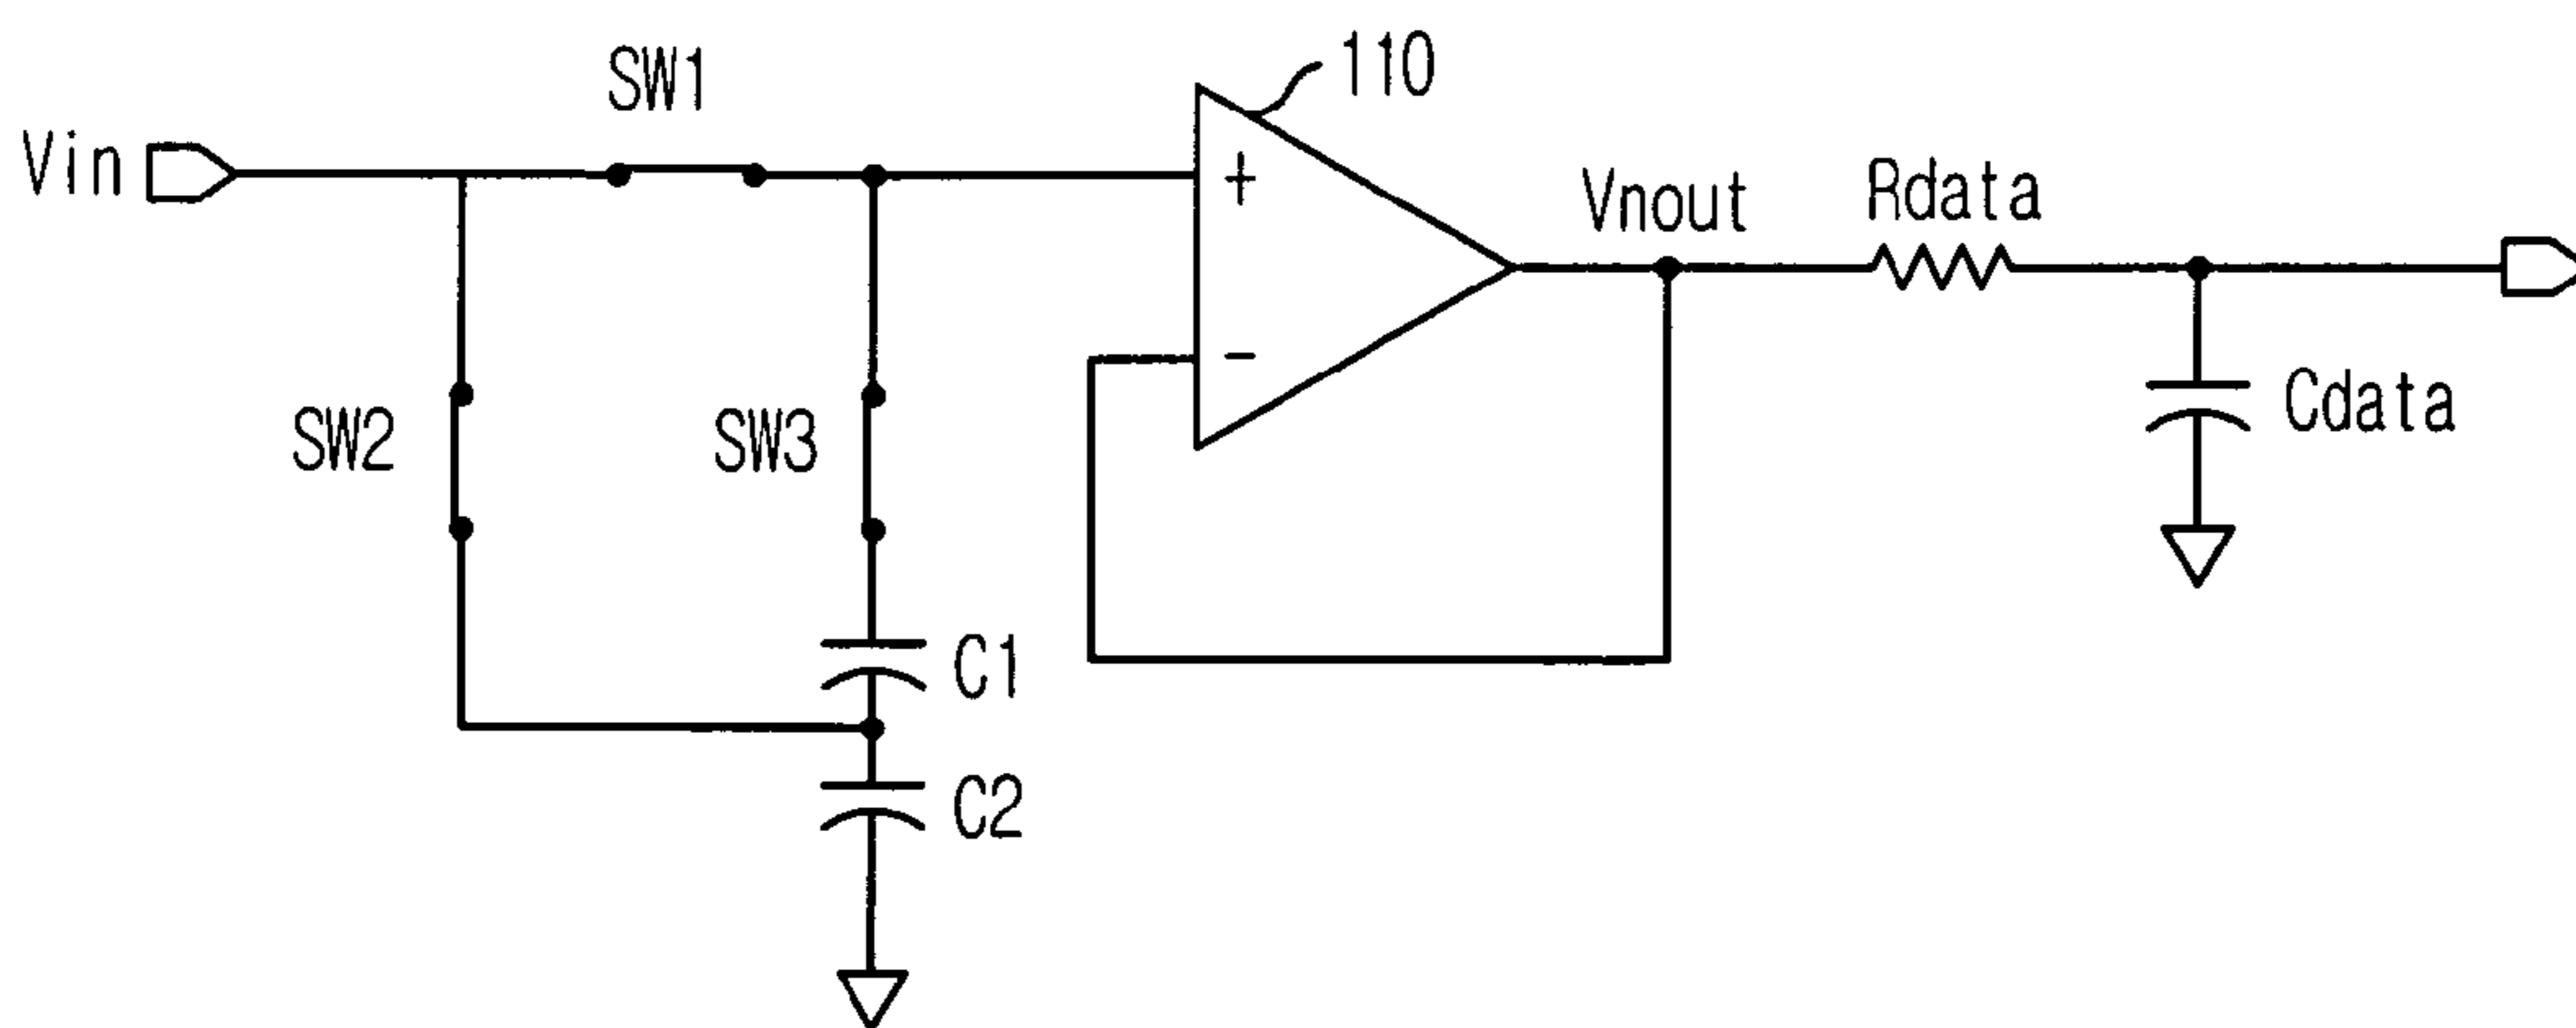 SW1
110
Vin
+
Vnout
Rdata
SW2
SW3
-
Cdata
C1
C2